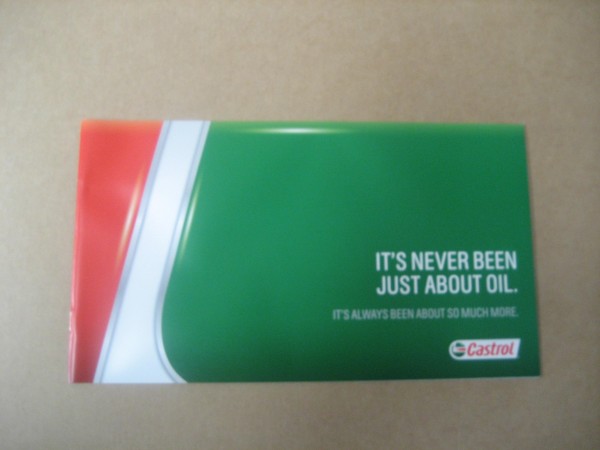 IT'S NEVER BEEN
JUST ABOUT OIL.
IT'S ALWAYS BEEN ABOUT SO MUCH MORE.
Castrol